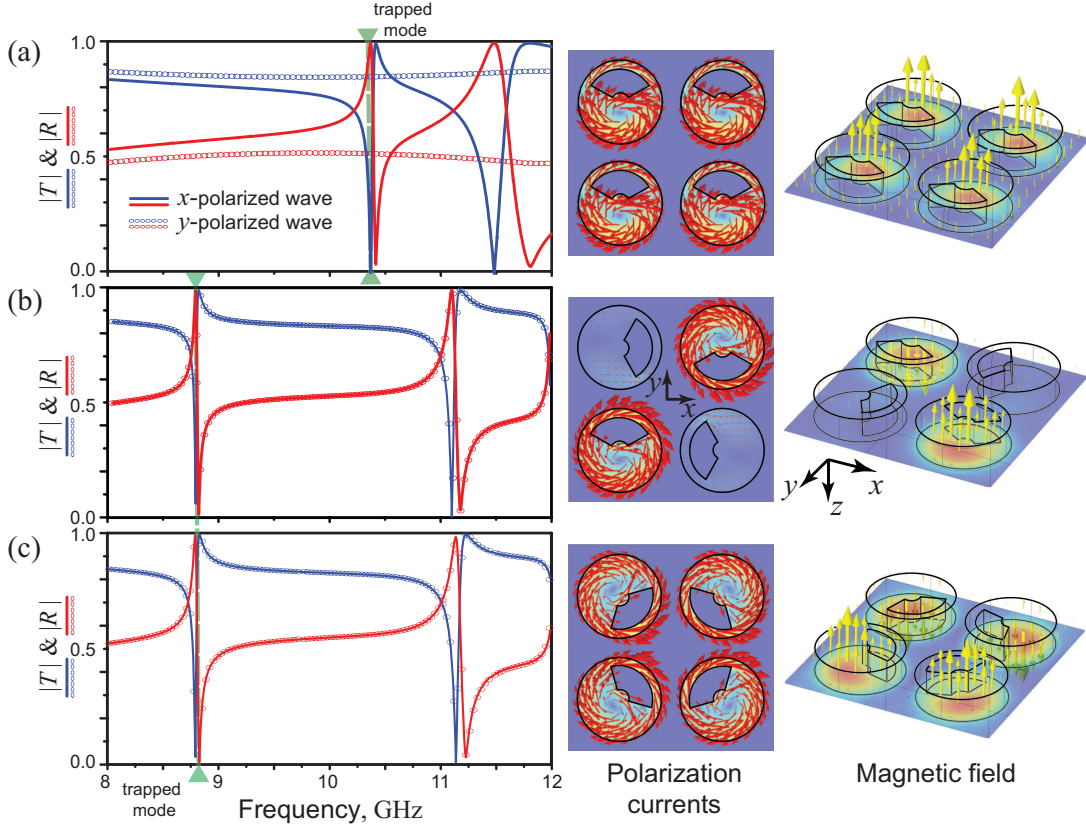 trapped
mode
(a)
1.0
0.5
0.0
|T| & |R|
x-polarized wave
y-polarized wave
(b)
1.0
0.5
0.0
|T| & |R|
y
x
y
z
x
(c)
1.0
0.5
0
|T| & |R|
8
9
10
11
12
trapped
mode
Frequency, GHz
Polarization
currents
Magnetic field